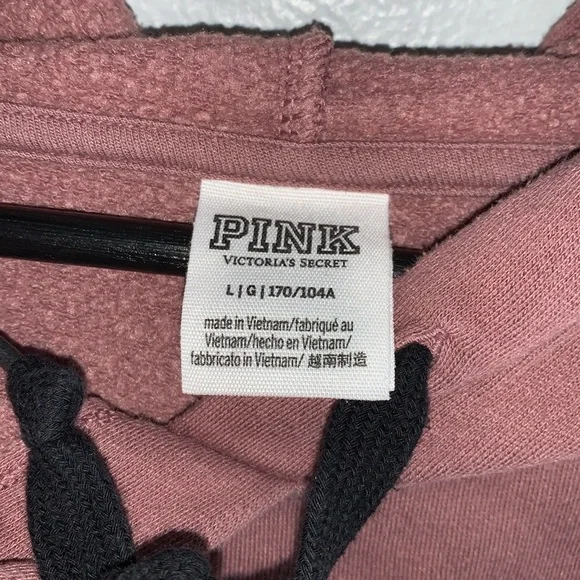 PINK
VICTORIA'S SECRET
L | G | 170/104A
made in Vietnam/fabriqué au
Vietnam/hecho en Vietnam/
fabbricato in Vietnam/ 越南制造